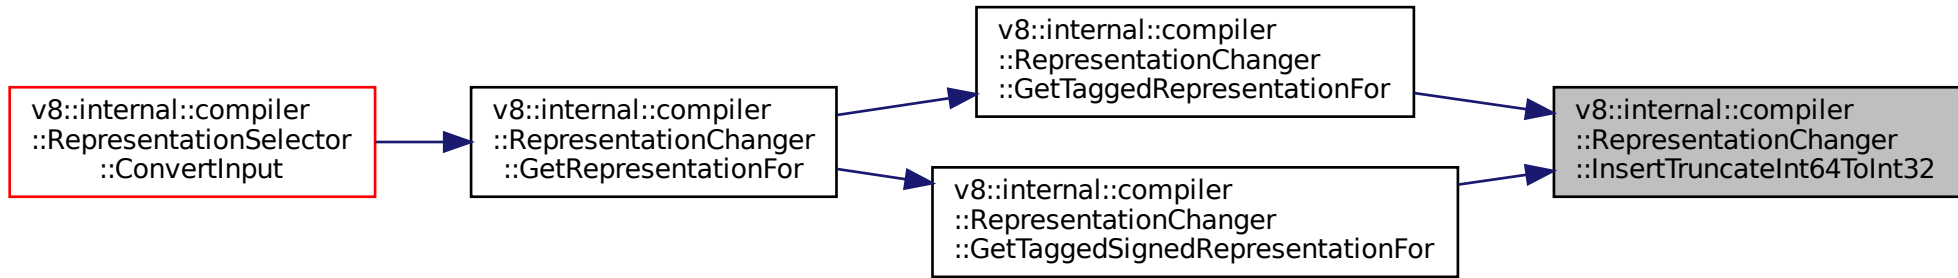 v8::internal::compiler
::RepresentationSelector
::ConvertInput
v8::internal::compiler
::RepresentationChanger
::GetRepresentationFor
v8::internal::compiler
::RepresentationChanger
::GetTaggedRepresentationFor
v8::internal::compiler
::RepresentationChanger
::GetTaggedSignedRepresentationFor
v8::internal::compiler
::RepresentationChanger
::InsertTruncateInt64ToInt32